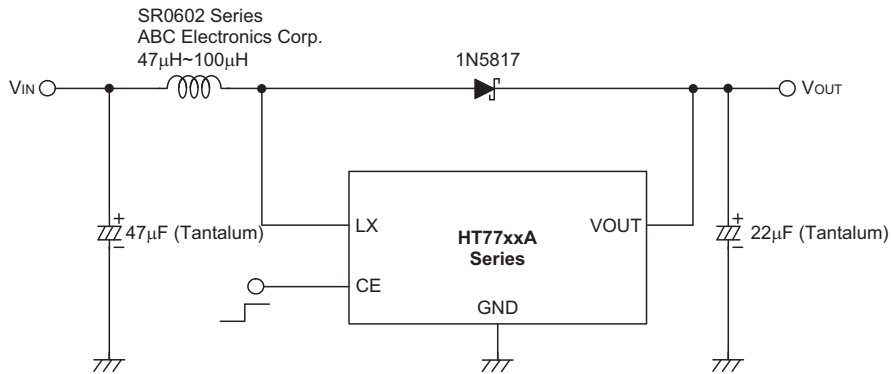 SR0602 Series
ABC Electronics Corp.
47μH~100μH
1N5817
VIN
VOUT
+
47μF (Tantalum)
−
LX
HT77xxA
Series
VOUT
CE
GND
+
22μF (Tantalum)
−